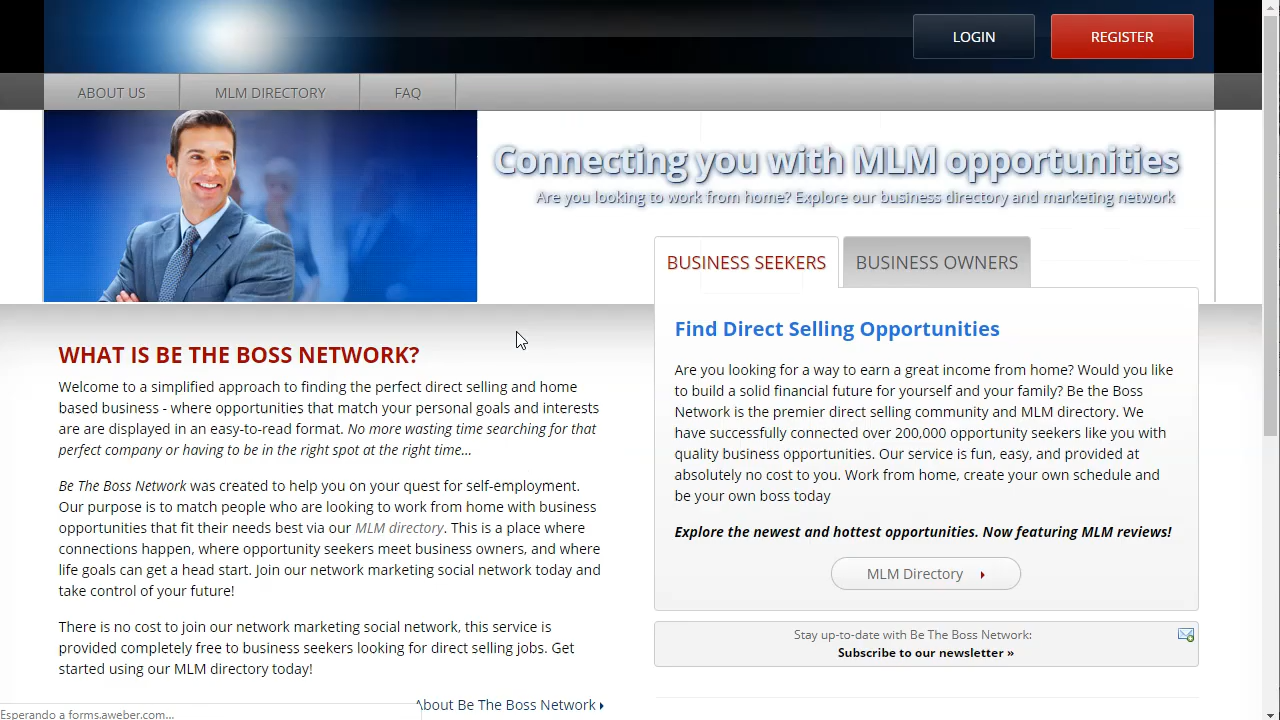 LOGIN
REGISTER
ABOUT US
MLM DIRECTORY
FAQ
Connecting you with MLM opportunities
Are you looking to work from home? Explore our business directory and marketing network
BUSINESS SEEKERS
BUSINESS OWNERS
WHAT IS BE THE BOSS NETWORK?
Welcome to a simplified approach to finding the perfect direct selling and home
based business - where opportunities that match your personal goals and interests
are are displayed in an easy-to-read format. No more wasting time searching for that
perfect company or having to be in the right spot at the right time...
Be The Boss Network was created to help you on your quest for self-employment.
Our purpose is to match people who are looking to work from home with business
opportunities that fit their needs best via our MLM directory. This is a place where
connections happen, where opportunity seekers meet business owners, and where
life goals can get a head start. Join our network marketing social network today and
take control of your future!
There is no cost to join our network marketing social network, this service is
provided completely free to business seekers looking for direct selling jobs. Get
started using our MLM directory today!
About Be The Boss Network
Find Direct Selling Opportunities
Are you looking for a way to earn a great income from home? Would you like
to build a solid financial future for yourself and your family? Be the Boss
Network is the premier direct selling community and MLM directory. We
have successfully connected over 200,000 opportunity seekers like you with
quality business opportunities. Our service is fun, easy, and provided at
absolutely no cost to you. Work from home, create your own schedule and
be your own boss today
Explore the newest and hottest opportunities. Now featuring MLM reviews!
MLM Directory
Stay up-to-date with Be The Boss Network:
Subscribe to our newsletter »
Esperando a forms.aweber.com...